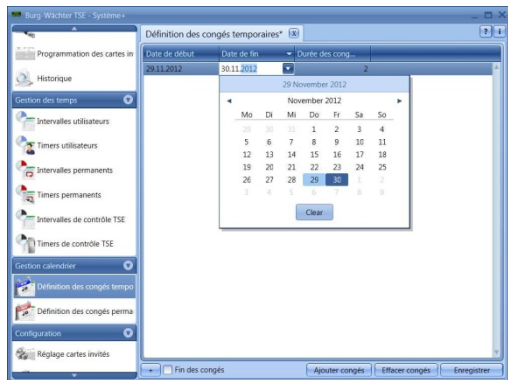 Burg-Wächter TSE - Système+
Programmation des cartes in
Historique
Gestion des temps
Intervalles utilisateurs
Timers utilisateurs
Intervalles permanents
Timers permanents
Intervalles de contrôle TSE
Timers de contrôle TSE
Gestion calendrier
Définition des congés tempo
Définition des congés perma
Configuration
Réglage cartes invités
Définition des congés temporaires*
Date de début Date de fin Durée des cong...
29.11.2012 30.11.2012 2
29 November 2012
November 2012
Mo Di Mi Do Fr Sa So
29 30 31 1 2 3 4
5 6 7 8 9 10 11
12 13 14 15 16 17 18
19 20 21 22 23 24 25
26 27 28 29 30 1 2
3 4 5 6 7 8 9
Clear
Fin des congés Ajouter congés Effacer congés Enregistrer